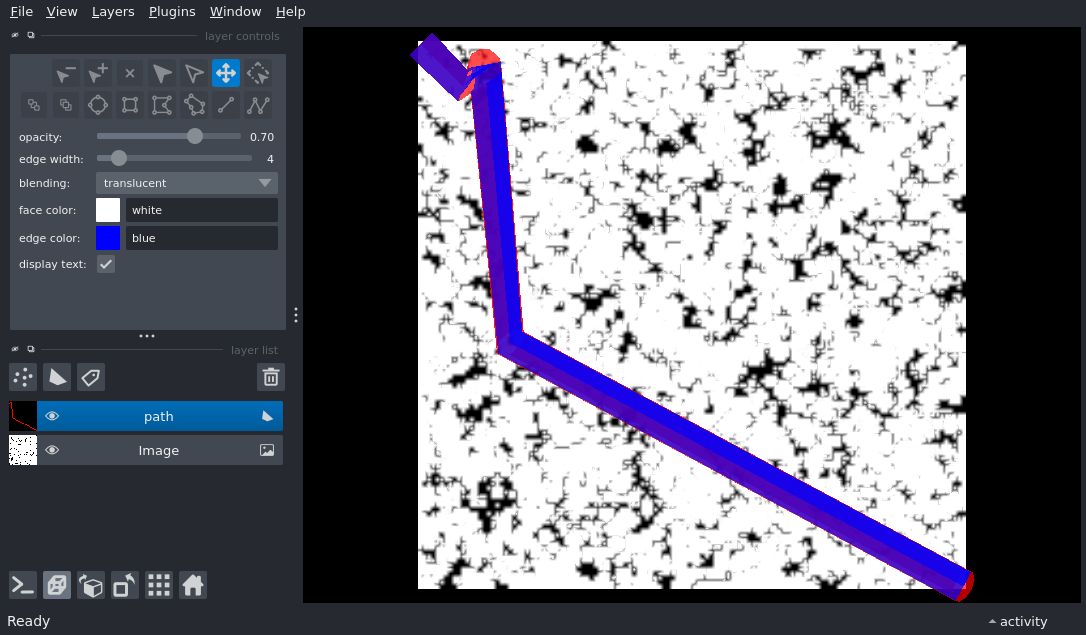 File View Layers Plugins Window Help
layer controls
opacity: 0.70
edge width: 4
blending: translucent
face color: white
edge color: blue
display text:
layer list
path
Image
Ready
activity